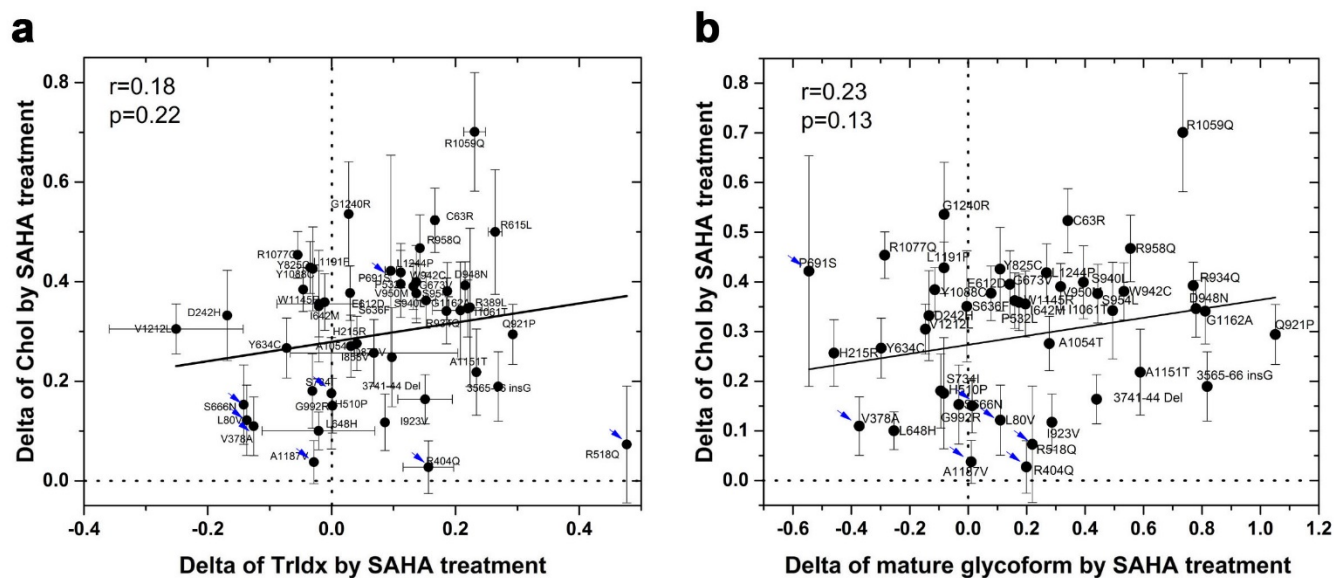 a
r=0.18
p=0.22
0.8
0.6
0.4
0.2
0.0
Delta of Chol by SAHA treatment
R1059Q
G1240R
C63R
R615L
R958Q
L1191P
Y825C
Y1088C
L1244P
P691S
W942C
D948N
P532L
G673V
V950M
S954L
S940L
G1162A
R389L
I1061T
W1145R
I642M
E612D
S636F
D242H
V1212L
H215R
R934Q
Q921P
Y634C
A1054T
I858V
A1151T
S734I
3741-44 Del
3565-66 insG
S666N
G992R
H510P
L80V
L648H
I923V
V378A
A1187V
R404Q
R518Q
-0.4
-0.2
0.0
0.2
0.4
Delta of TrIdx by SAHA treatment
b
r=0.23
p=0.13
0.8
0.7
0.6
0.5
0.4
0.3
0.2
0.1
0.0
Delta of Chol by SAHA treatment
R1059Q
G1240R
C63R
R1077Q
R958Q
P691S
L1191P
Y825C
L1244P
G673V
S940L
R934Q
Y1088C
E612D
V950M
S954L
W942C
D948N
D242H
S636F
W1145R
I642M
I1061T
G1162A
V1212L
P532L
H215R
Y634C
A1054T
Q921P
A1151T
S734I
H510P
3741-44 Del
3565-66 insG
S666N
V378A
L648H
G992R
L80V
I923V
A1187V
R518Q
R404Q
-0.6
-0.4
-0.2
0.0
0.2
0.4
0.6
0.8
1.0
1.2
Delta of mature glycoform by SAHA treatment